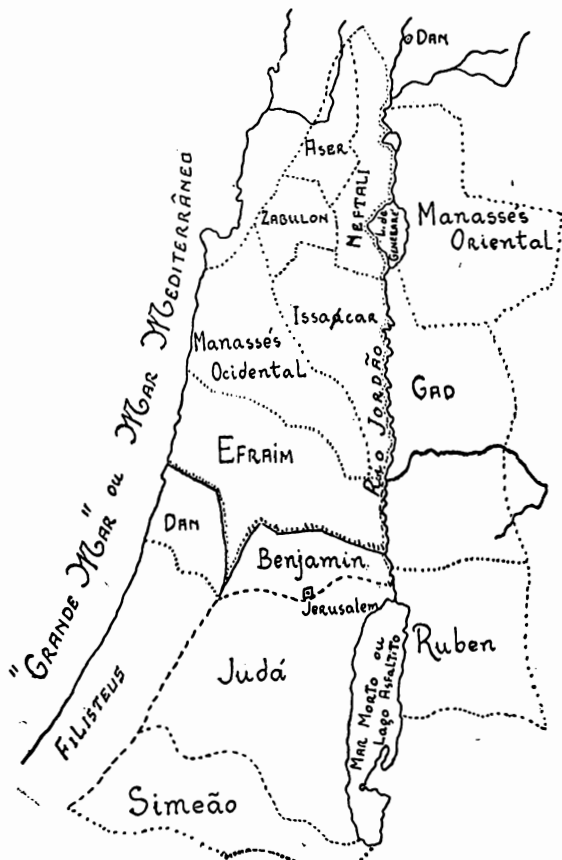 DAN
ASER
NEFTALI
ZABULON
L. de GENESARÉ
Manassés
Oriental
Issacar
Manassés
Ocidental
RIO JORDÃO
GAD
EFRAIM
DAN
Benjamin
JERUSALEM
"GRANDE MAR" ou MAR MEDITERRÂNEO
Judá
Ruben
MAR MORTO ou
LAGO ASFALTITO
FILISTEUS
Simeão